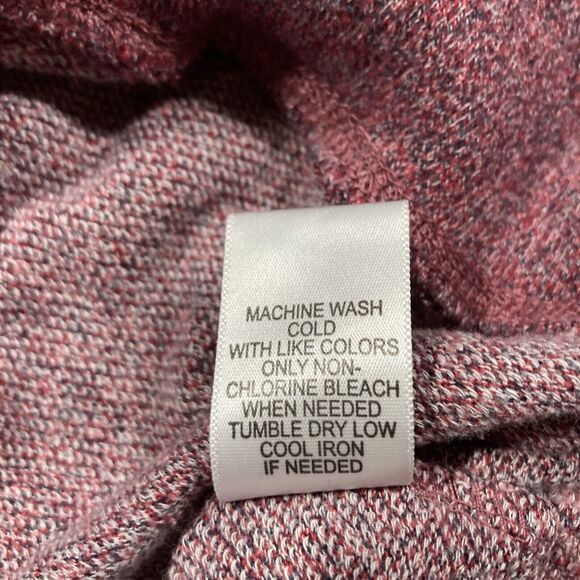 MACHINE WASH
COLD
WITH LIKE COLORS
ONLY NON-
CHLORINE BLEACH
WHEN NEEDED
TUMBLE DRY LOW
COOL IRON
IF NEEDED